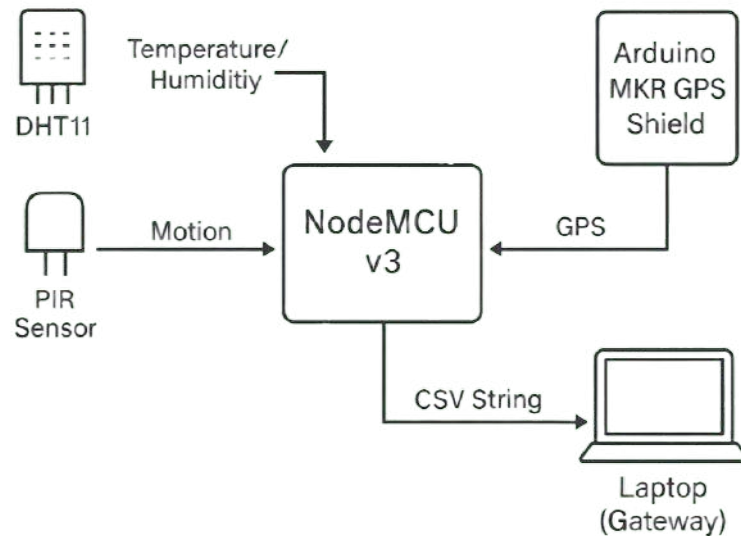 DHT11
Temperature/
Humiditiy
Arduino
MKR GPS
Shield
PIR
Sensor
Motion
NodeMCU
v3
GPS
CSV String
Laptop
(Gateway)